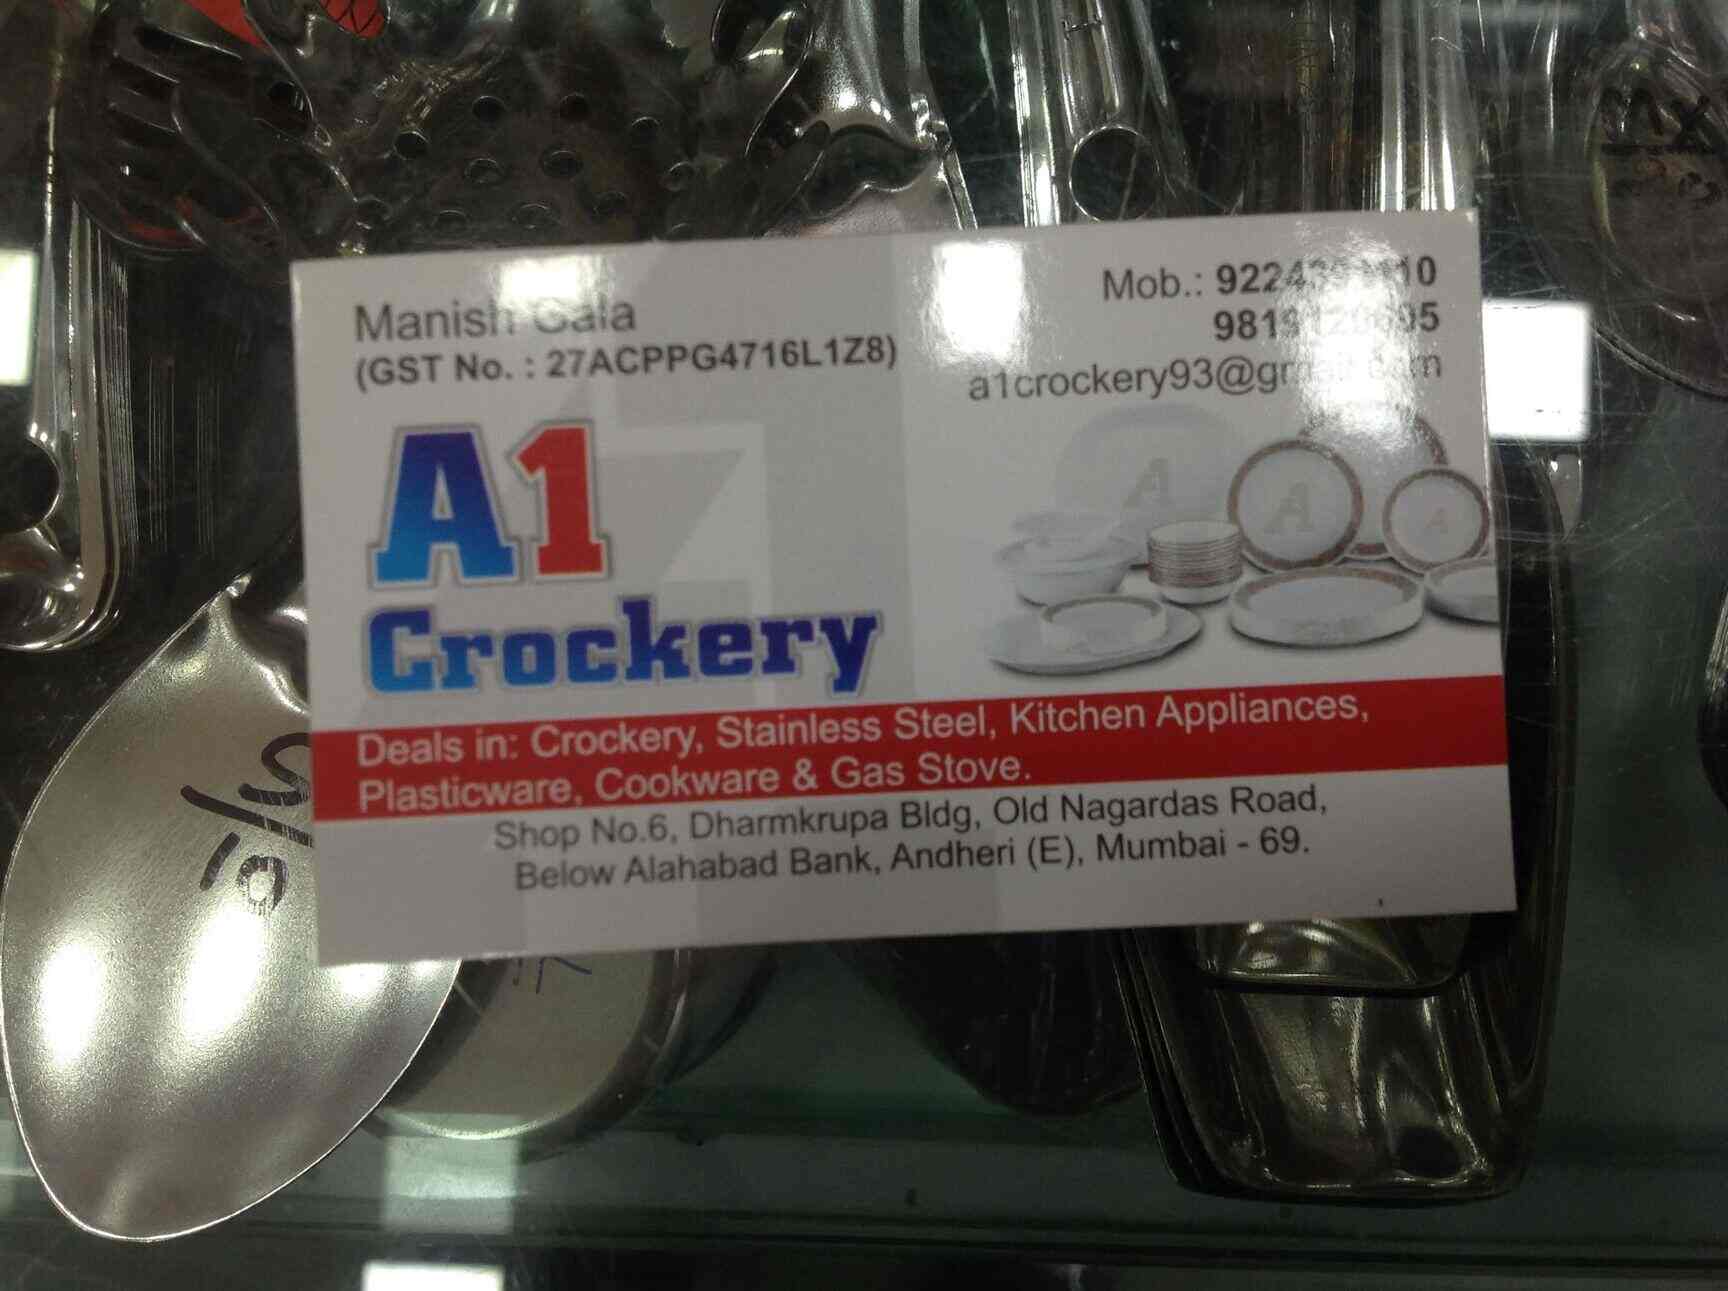 Manish Gala
(GST No. : 27ACPPG4716L1Z8)
Mob.:
A1
Crockery
Deals in: Crockery, Stainless Steel, Kitchen Appliances,
Plasticware, Cookware & Gas Stove.
Shop No.6, Dharmkrupa Bldg, Old Nagardas Road,
Below Alahabad Bank, Andheri (E), Mumbai - 69.